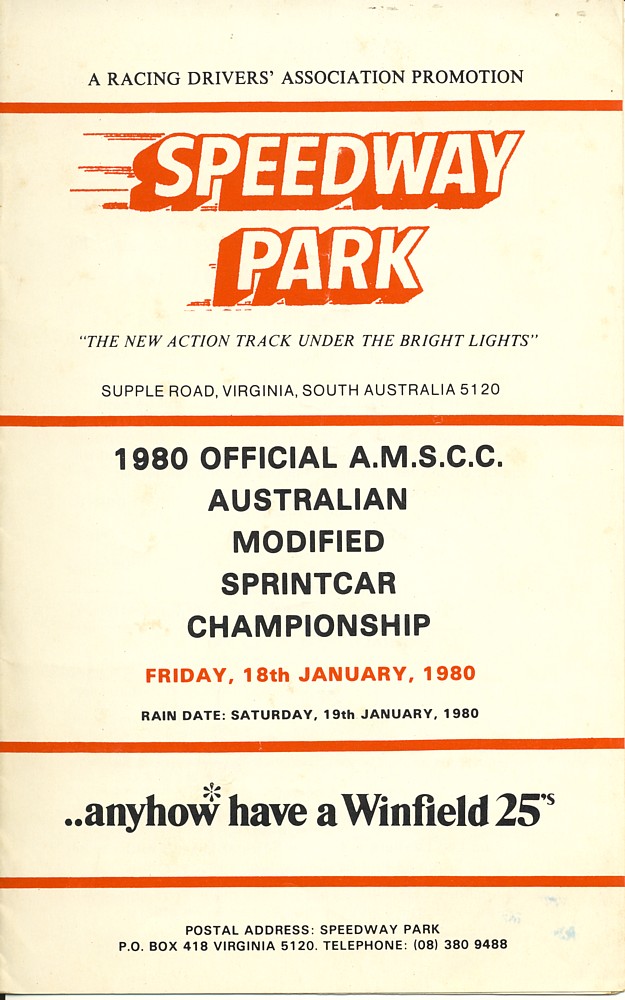 A RACING DRIVERS' ASSOCIATION PROMOTION
SPEEDWAY
PARK
"THE NEW ACTION TRACK UNDER THE BRIGHT LIGHTS"
SUPPLE ROAD, VIRGINIA, SOUTH AUSTRALIA 5120
1980 OFFICIAL A.M.S.C.C.
AUSTRALIAN
MODIFIED
SPRINTCAR
CHAMPIONSHIP
FRIDAY, 18th JANUARY, 1980
RAIN DATE: SATURDAY, 19th JANUARY, 1980
..anyhow* have a Winfield 25's
POSTAL ADDRESS: SPEEDWAY PARK
P.O. BOX 418 VIRGINIA 5120. TELEPHONE: (08) 380 9488